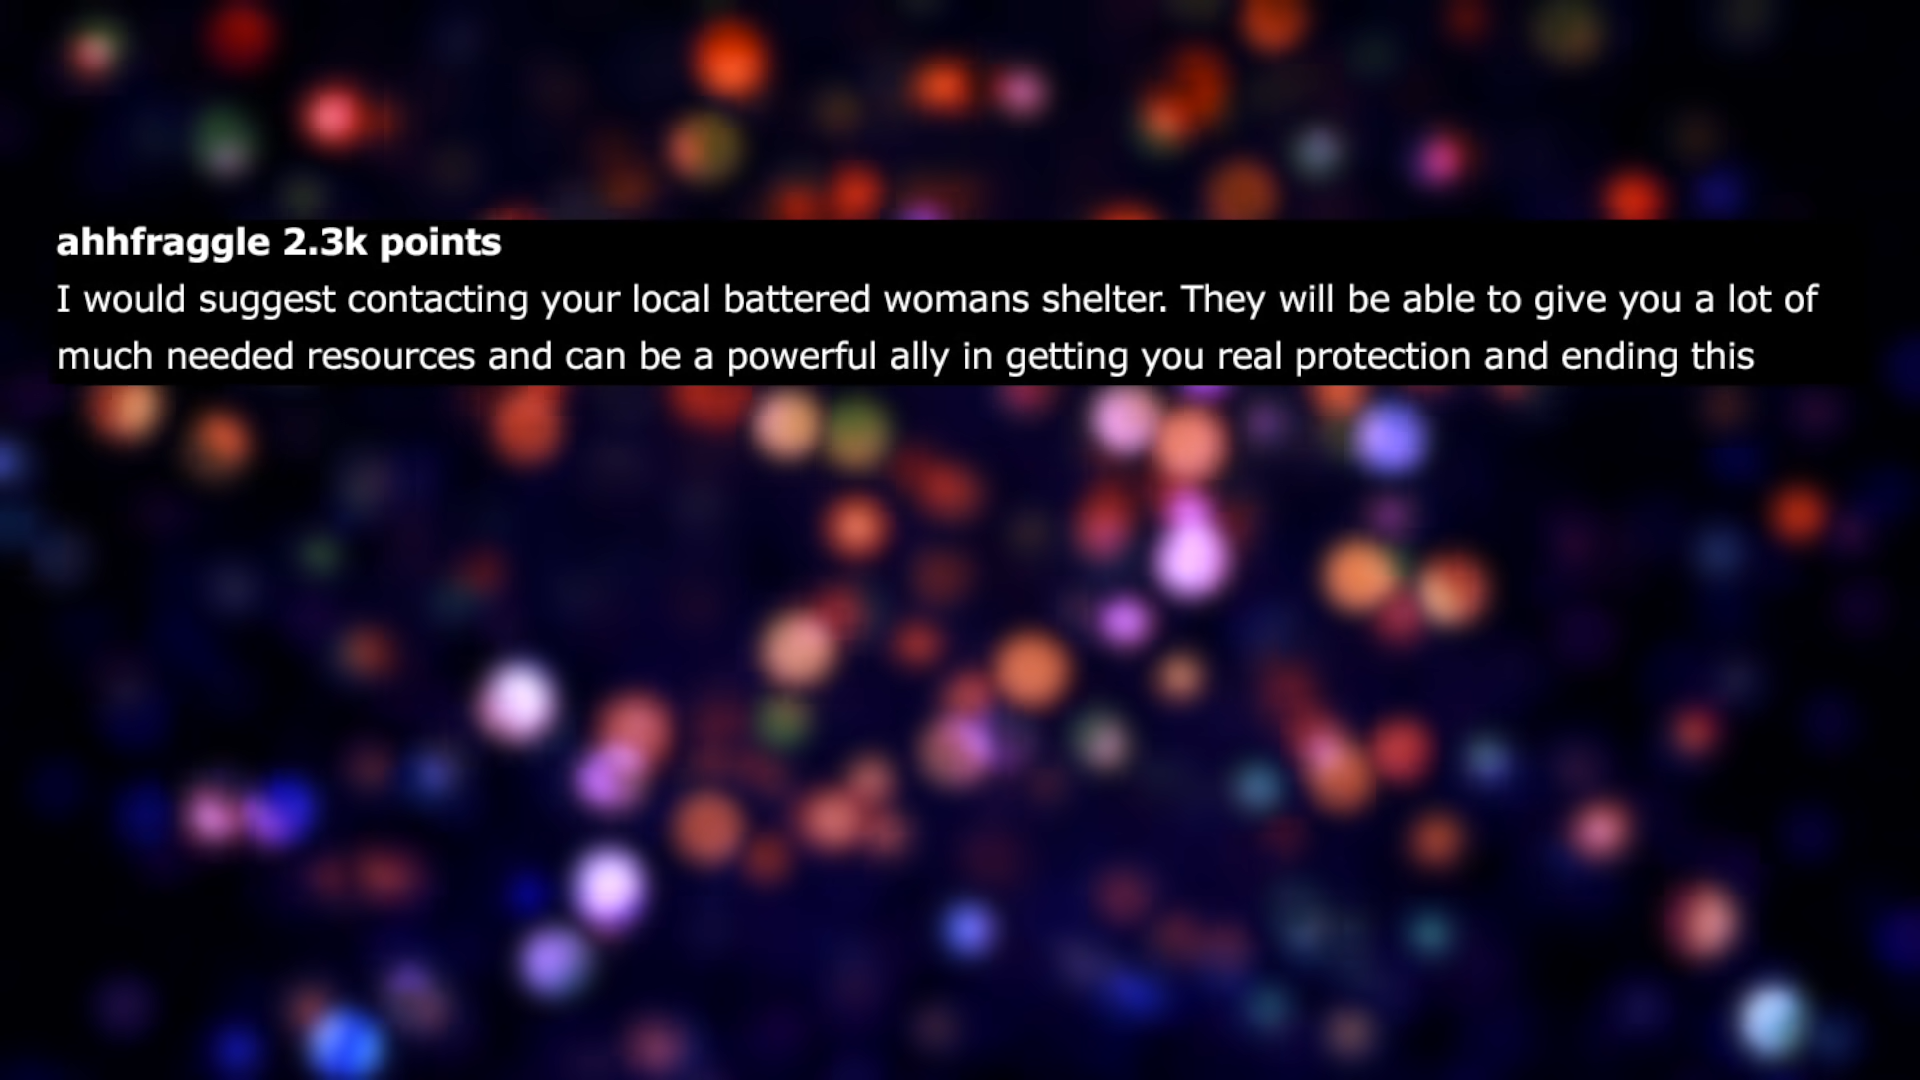 ahhfraggle 2.3k points
I would suggest contacting your local battered womans shelter. They will be able to give you a lot of
much needed resources and can be a powerful ally in getting you real protection and ending this